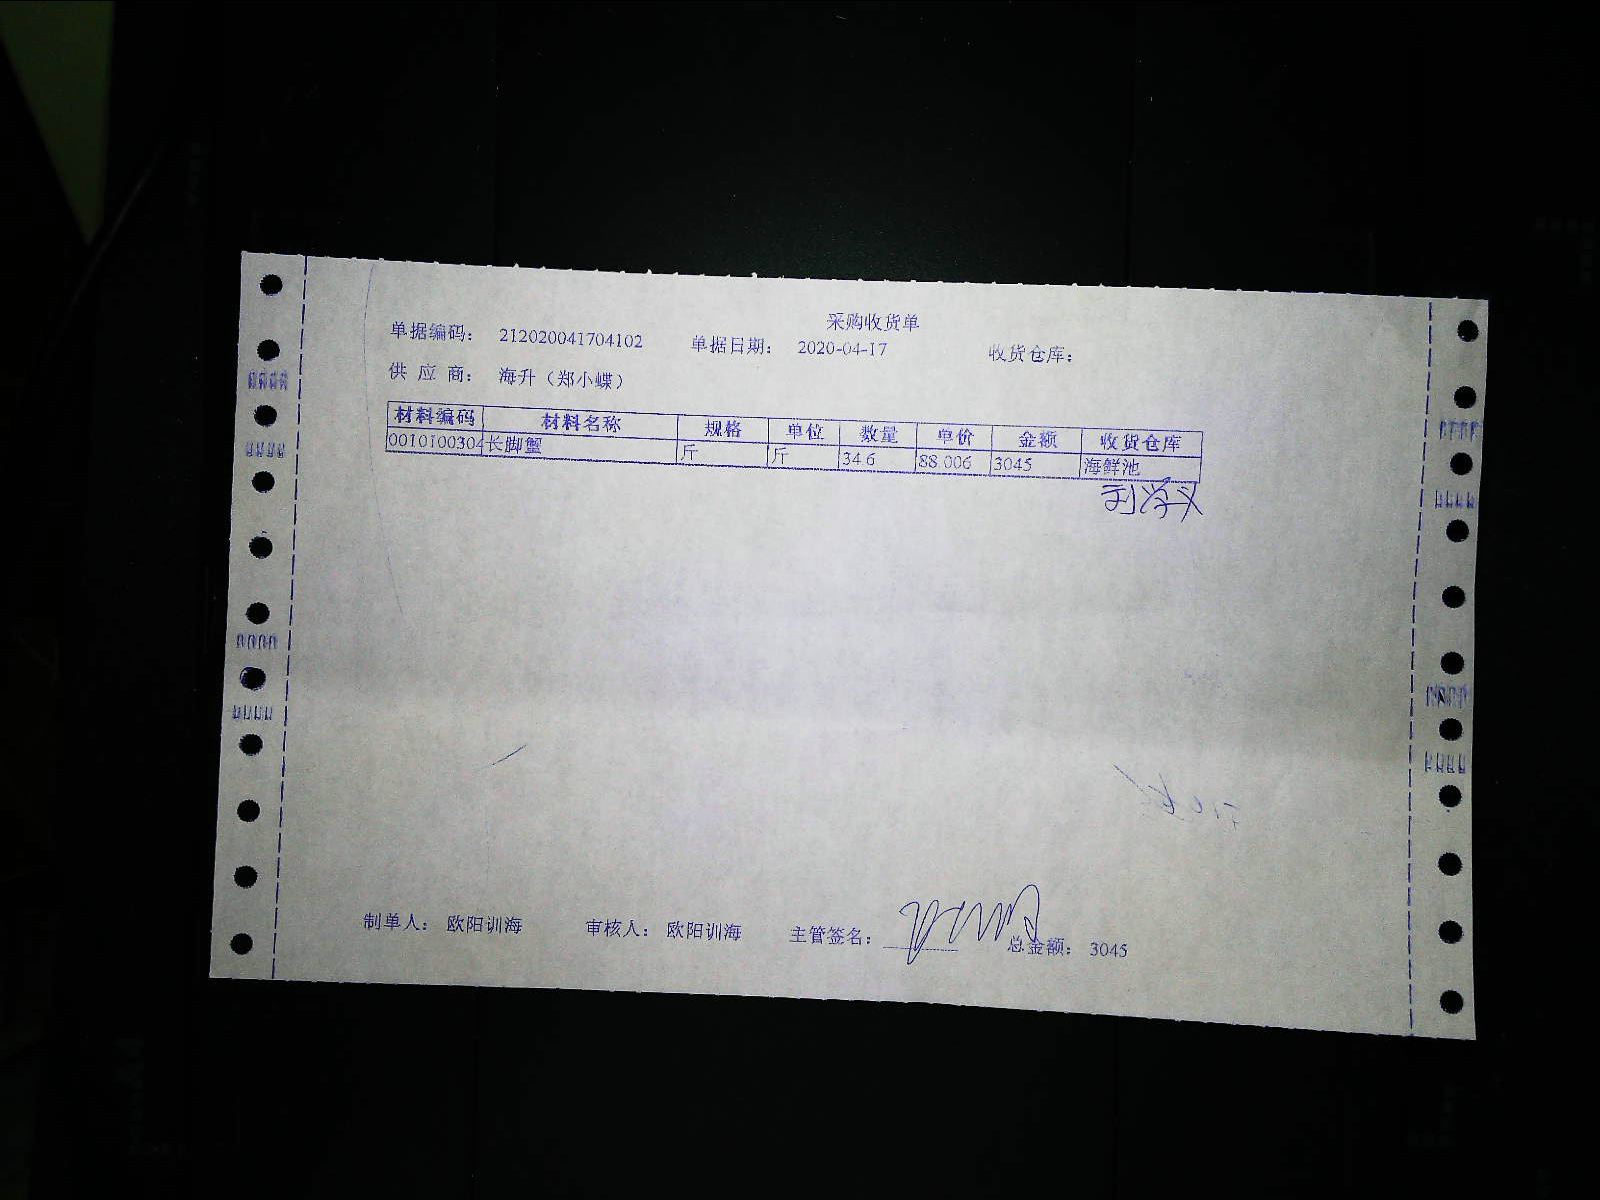 采购收货单
单据编码： 212020041704102 单据日期： 2020-04-17 收货仓库：
供 应 商： 海升（郑小蝶）
材料编码 材料名称 规格 单位 数量 单价 金额 收货仓库
0010100304 长脚蟹 斤 斤 34.6 88.006 3045 海鲜池
刘学义
制单人： 欧阳训海 审核人： 欧阳训海 主管签名： 总金额： 3045